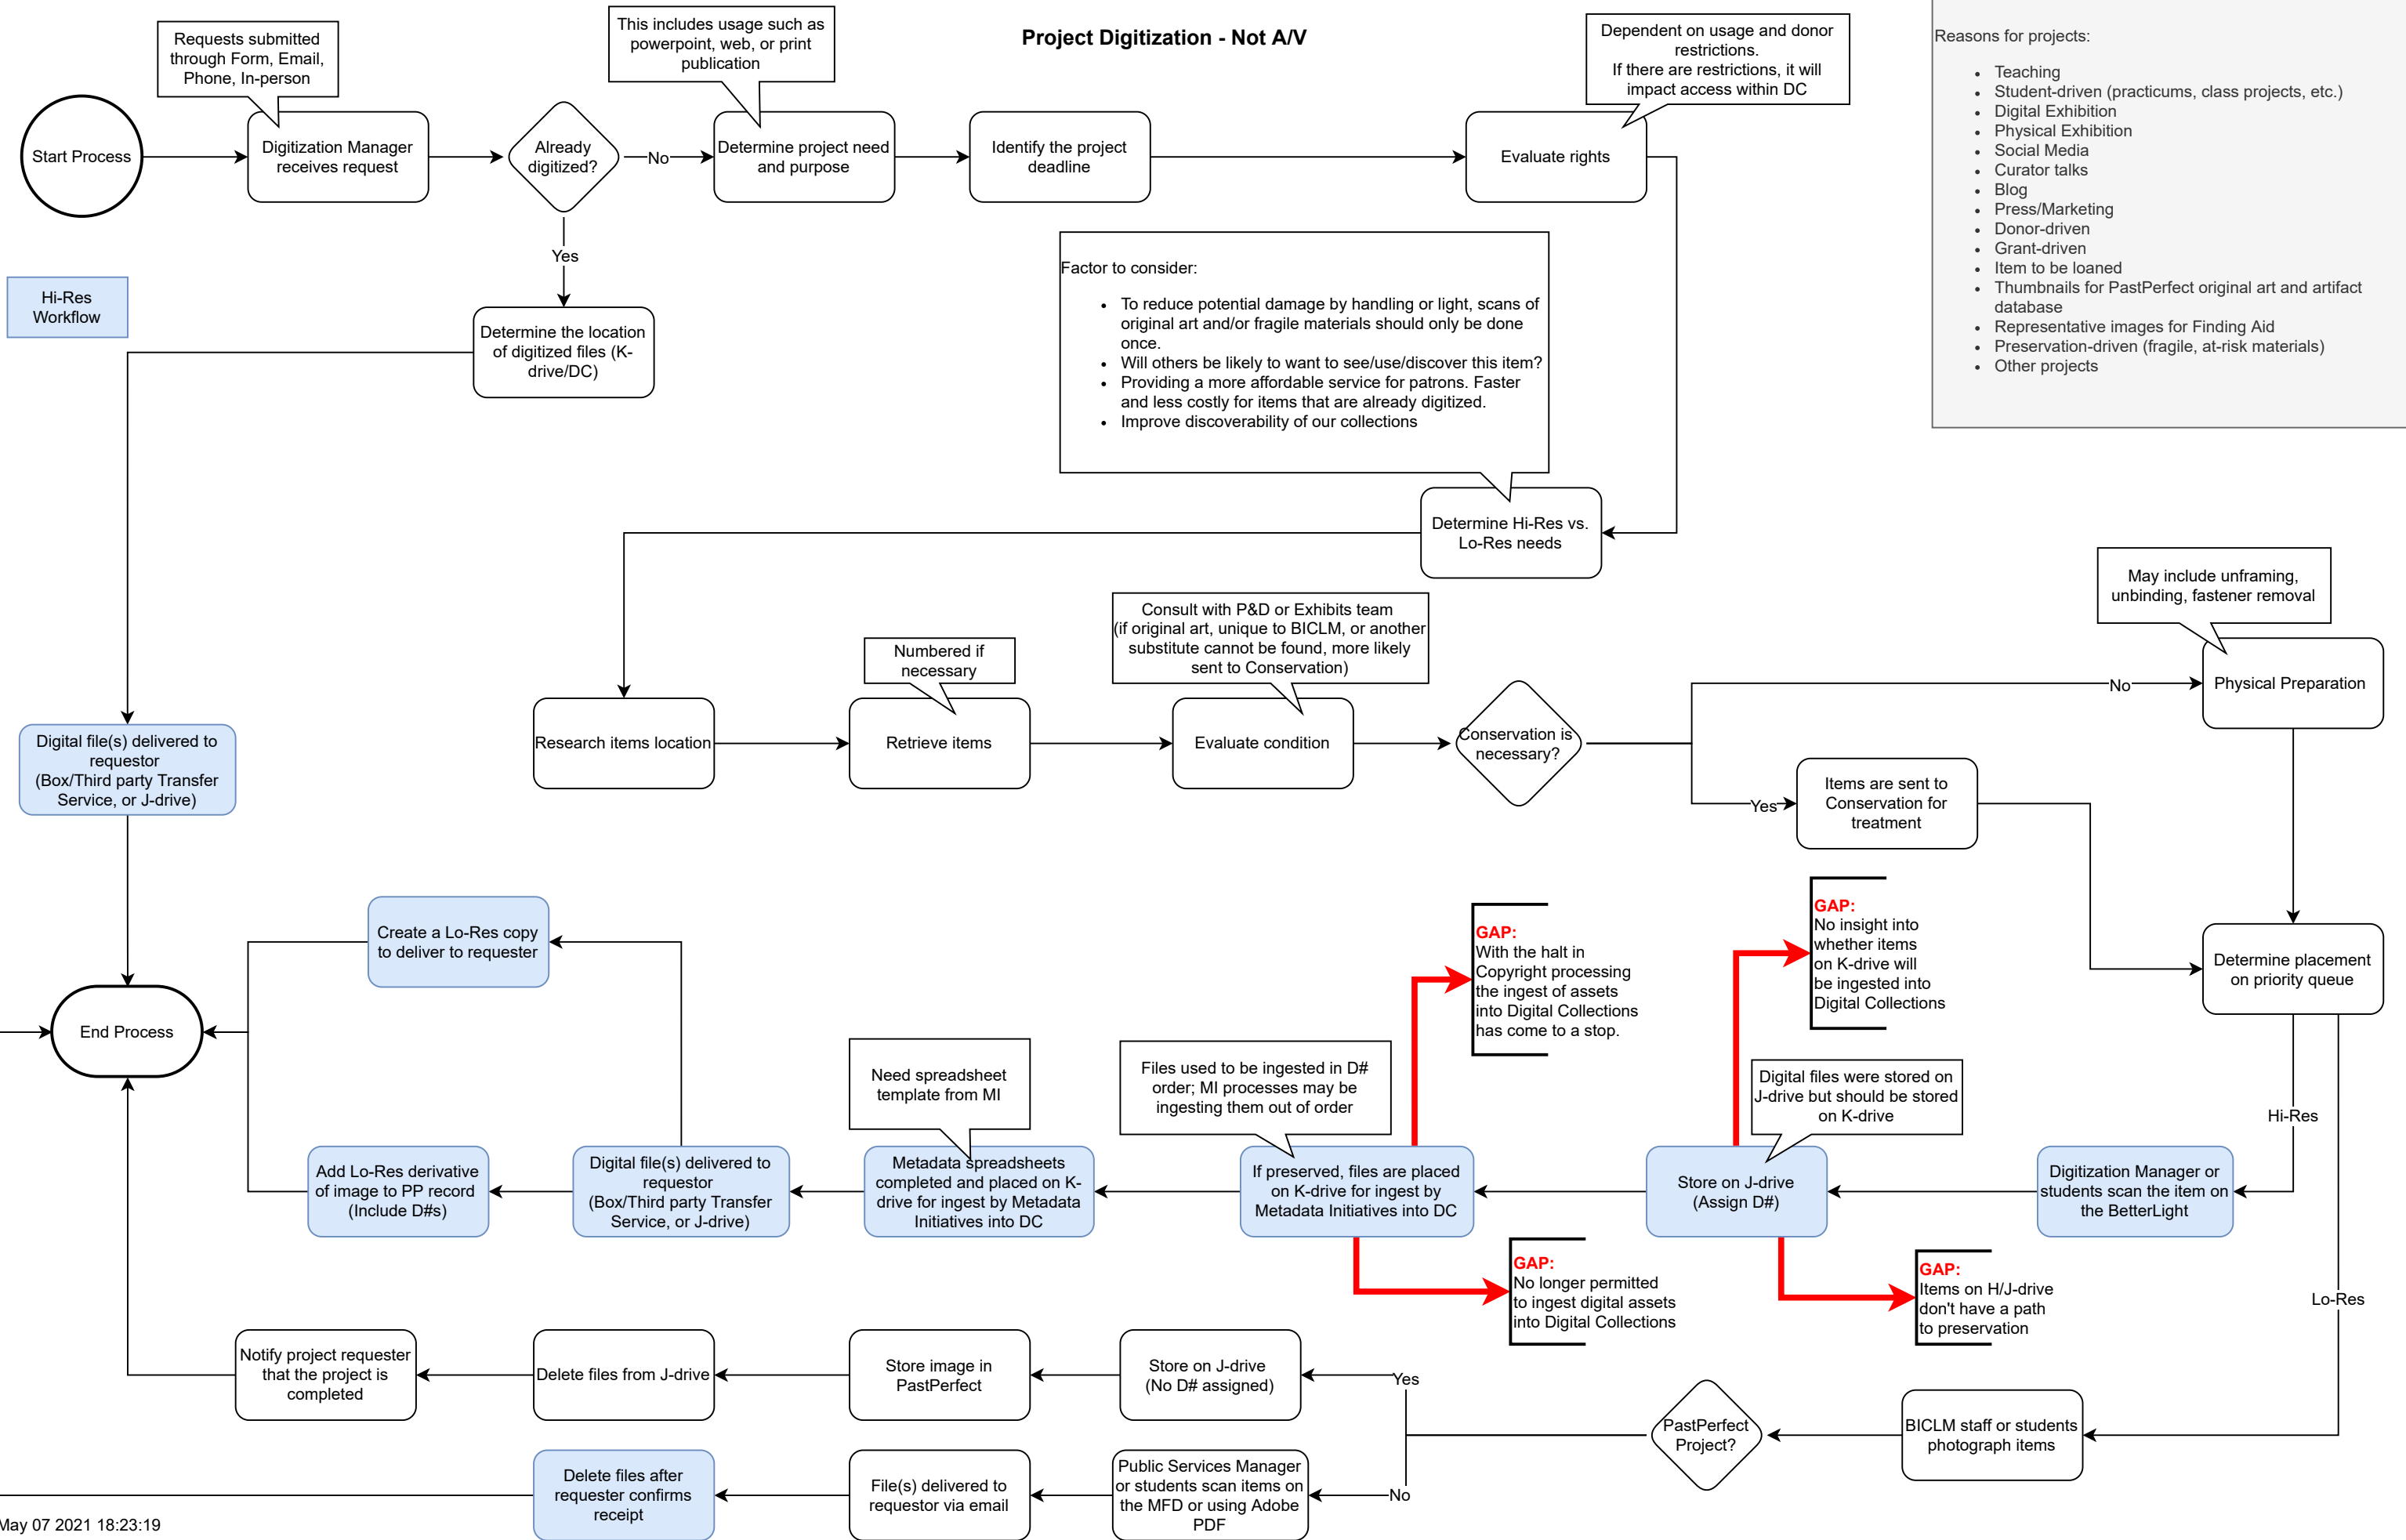 Project Digitization - Not A/V
Requests submitted
through Form, Email,
Phone, In-person
This includes usage such as
powerpoint, web, or print
publication
Dependent on usage and donor
restrictions.
If there are restrictions, it will
impact access within DC
Reasons for projects:
• Teaching
• Student-driven (practicums, class projects, etc.)
• Digital Exhibition
• Physical Exhibition
• Social Media
• Curator talks
• Blog
• Press/Marketing
• Donor-driven
• Grant-driven
• Item to be loaned
• Thumbnails for PastPerfect original art and artifact
database
• Representative images for Finding Aid
• Preservation-driven (fragile, at-risk materials)
• Other projects
Start Process
Digitization Manager
receives request
Already
digitized?
No
Determine project need
and purpose
Identify the project
deadline
Evaluate rights
Yes
Hi-Res
Workflow
Determine the location
of digitized files (K-
drive/DC)
Factor to consider:
• To reduce potential damage by handling or light, scans of
original art and/or fragile materials should only be done
once.
• Will others be likely to want to see/use/discover this item?
• Providing a more affordable service for patrons. Faster
and less costly for items that are already digitized.
• Improve discoverability of our collections
Determine Hi-Res vs.
Lo-Res needs
May include unframing,
unbinding, fastener removal
Numbered if
necessary
Consult with P&D or Exhibits team
(if original art, unique to BICLM, or another
substitute cannot be found, more likely
sent to Conservation)
Digital file(s) delivered to
requestor
(Box/Third party Transfer
Service, or J-drive)
Research items location
Retrieve items
Evaluate condition
Conservation is
necessary?
No
Physical Preparation
Yes
Items are sent to
Conservation for
treatment
Create a Lo-Res copy
to deliver to requester
GAP:
With the halt in
Copyright processing
the ingest of assets
into Digital Collections
has come to a stop.
GAP:
No insight into
whether items
on K-drive will
be ingested into
Digital Collections
Determine placement
on priority queue
End Process
Need spreadsheet
template from MI
Files used to be ingested in D#
order; MI processes may be
ingesting them out of order
Digital files were stored on
J-drive but should be stored
on K-drive
Hi-Res
Add Lo-Res derivative
of image to PP record
(Include D#s)
Digital file(s) delivered to
requestor
(Box/Third party Transfer
Service, or J-drive)
Metadata spreadsheets
completed and placed on K-
drive for ingest by Metadata
Initiatives into DC
If preserved, files are placed
on K-drive for ingest by
Metadata Initiatives into DC
Store on J-drive
(Assign D#)
Digitization Manager or
students scan the item on
the BetterLight
GAP:
No longer permitted
to ingest digital assets
into Digital Collections
GAP:
Items on H/J-drive
don't have a path
to preservation
Lo-Res
Notify project requester
that the project is
completed
Delete files from J-drive
Store image in
PastPerfect
Store on J-drive
(No D# assigned)
Yes
PastPerfect
Project?
BICLM staff or students
photograph items
Delete files after
requester confirms
receipt
File(s) delivered to
requestor via email
Public Services Manager
or students scan items on
the MFD or using Adobe
PDF
No
May 07 2021 18:23:19